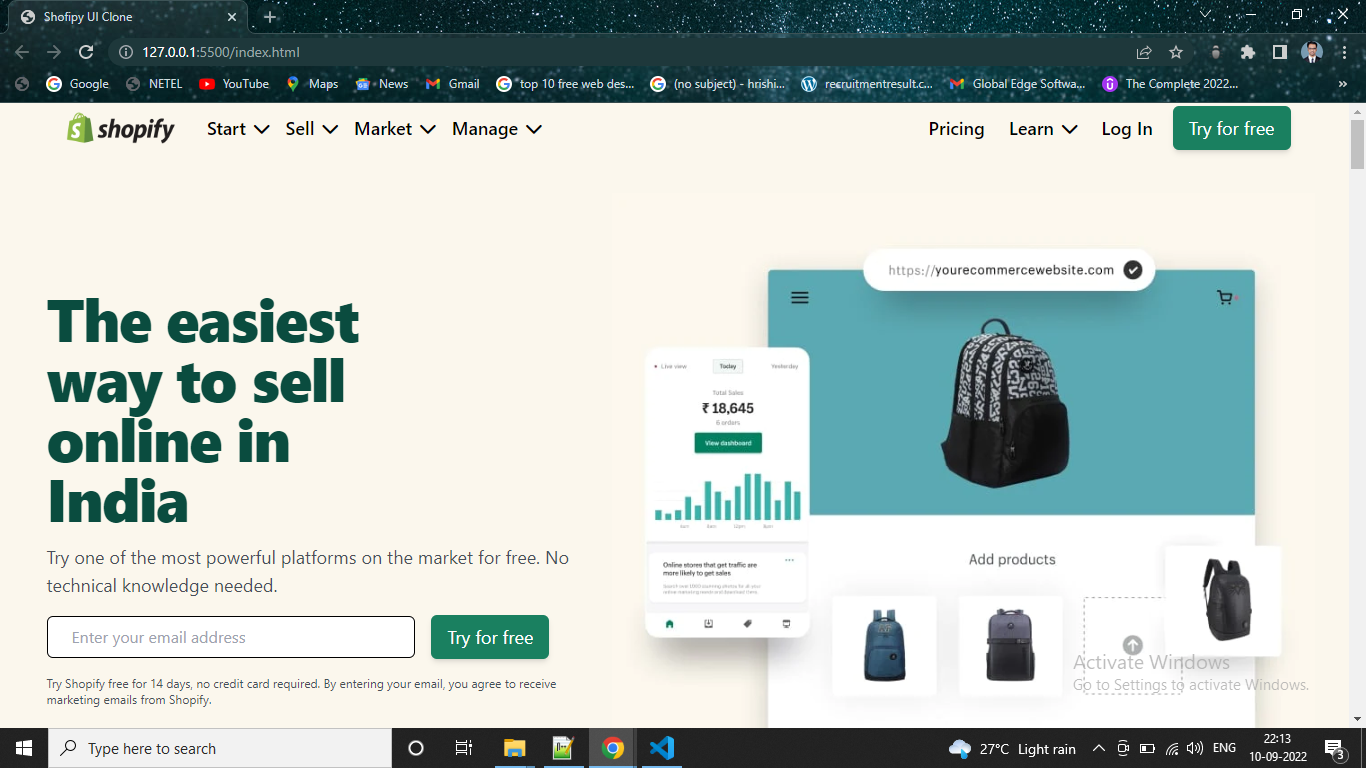 Shofipy UI Clone
127.0.0.1:5500/index.html
Google NETEL YouTube Maps News Gmail top 10 free web des... (no subject) - hrishi... recruitmentresult.c... Global Edge Softwa... The Complete 2022... »
shopify Start Sell Market Manage Pricing Learn Log In Try for free
https://yourecommercewebsite.com
The easiest
way to sell
online in
India
Try one of the most powerful platforms on the market for free. No
technical knowledge needed.
Enter your email address Try for free
Try Shopify free for 14 days, no credit card required. By entering your email, you agree to receive
marketing emails from Shopify.
Live view Today Yesterday
Total Sales
₹ 18,645
6 orders
View dashboard
Online stores that get traffic are
more likely to get sales
Add products
Activate Windows
Go to Settings to activate Windows.
Type here to search
27°C Light rain ENG
22:13
10-09-2022
3